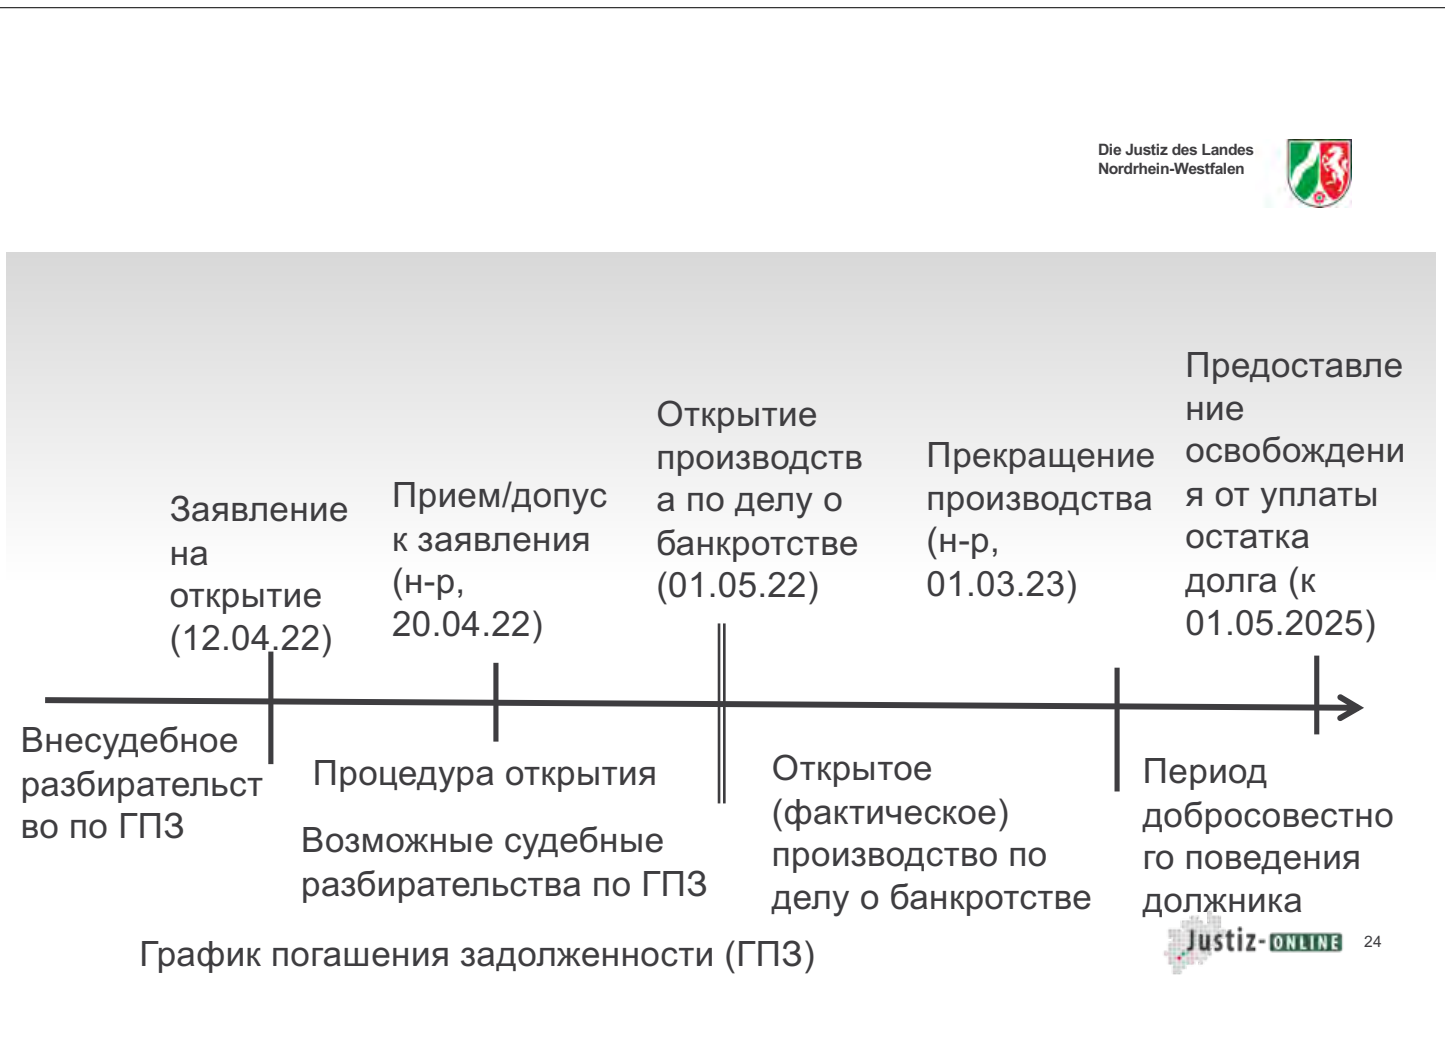 Die Justiz des Landes
Nordrhein-Westfalen
Заявление
на
открытие
(12.04.22)
Прием/допус
к заявления
(н-р,
20.04.22)
Открытие
производств
а по делу о
банкротстве
(01.05.22)
Прекращение
производства
(н-р,
01.03.23)
Предоставле
ние
освобождени
я от уплаты
остатка
долга (к
01.05.2025)
Внесудебное
разбирательст
во по ГПЗ
Процедура открытия
Возможные судебные
разбирательства по ГПЗ
Открытое
(фактическое)
производство по
делу о банкротстве
Период
добросовестно
го поведения
должника
График погашения задолженности (ГПЗ)
Justiz-ONLINE
24